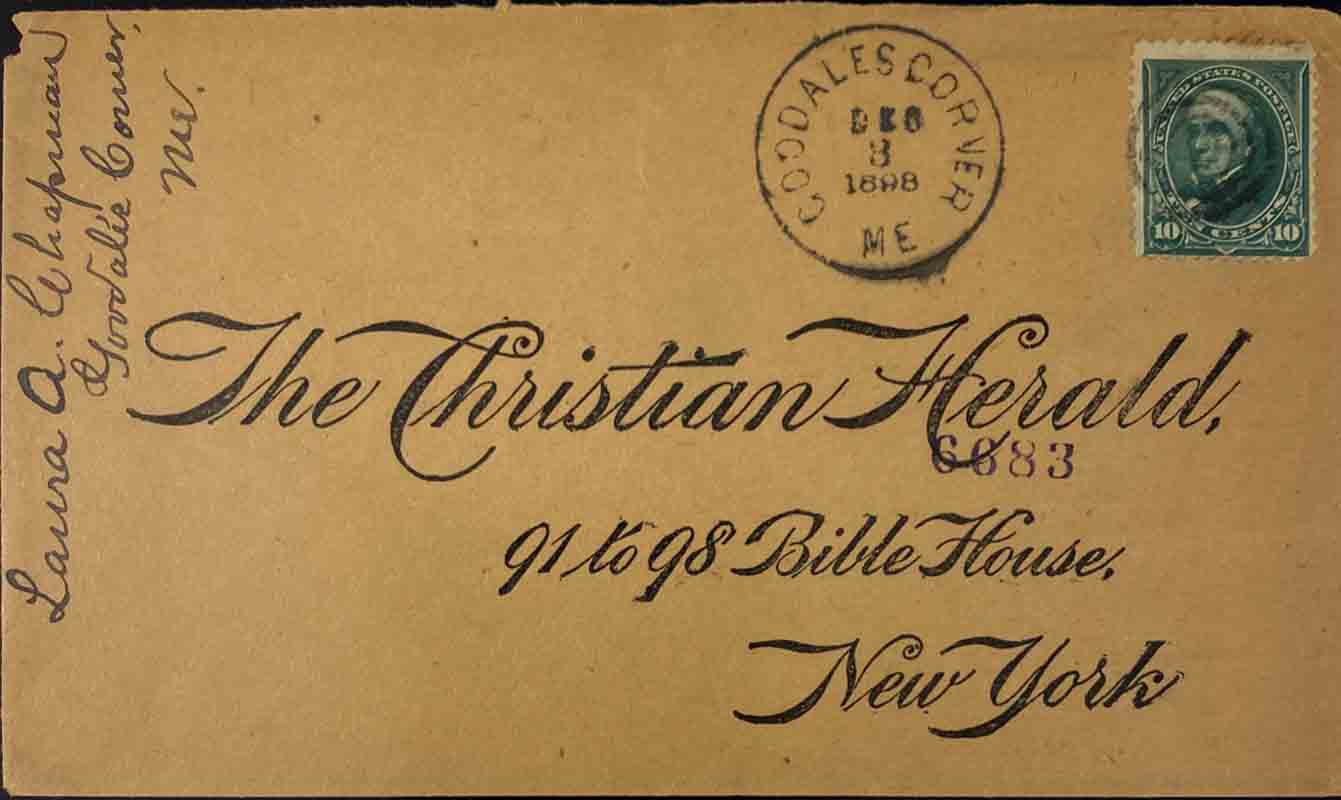 Laura A. Chapman
Goodale's Corner,
Me.
GOODALES CORNER
DEC
3
1898
ME
UNITED STATES POSTAGE
TEN CENTS
10 10
The Christian Herald,
6683
91 to 98 Bible House.
New York